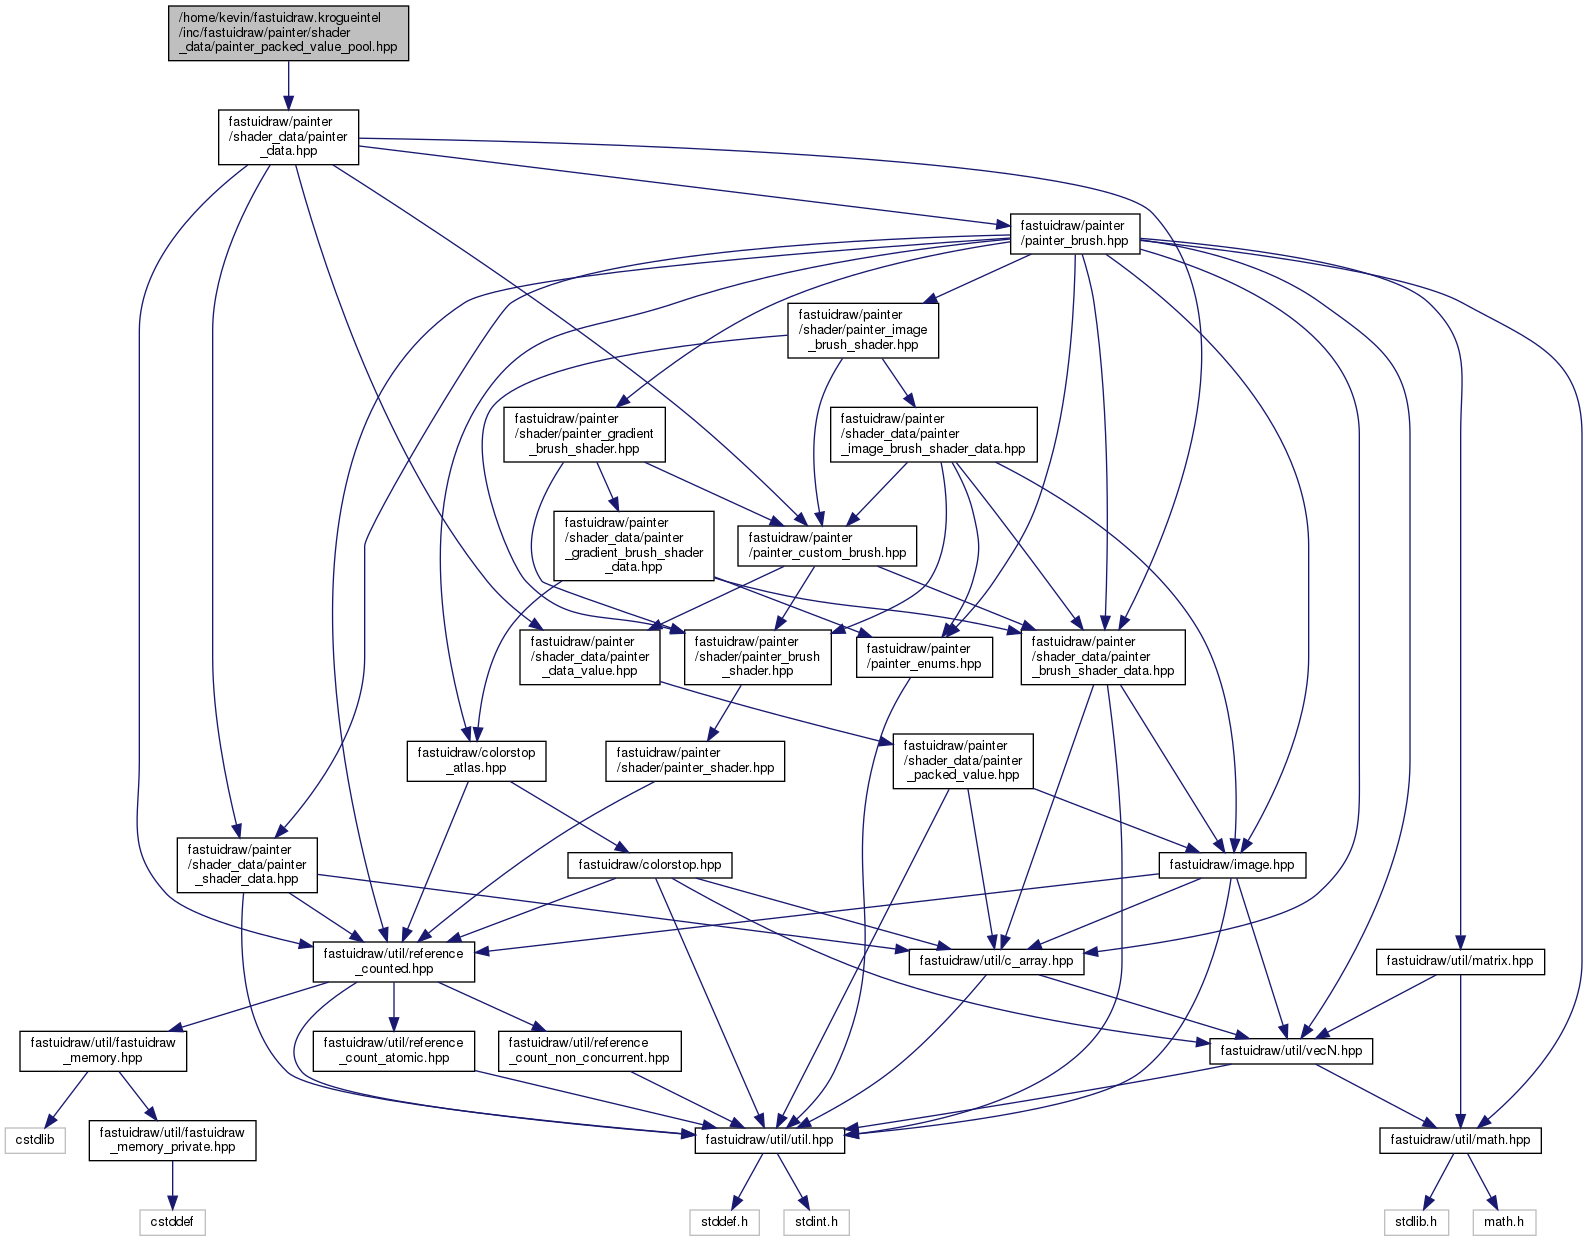 /home/kevin/fastuidraw.krogueintel
/inc/fastuidraw/painter/shader
_data/painter_packed_value_pool.hpp
fastuidraw/painter
/shader_data/painter
_data.hpp
fastuidraw/painter
/painter_brush.hpp
fastuidraw/painter
/shader/painter_image
_brush_shader.hpp
fastuidraw/painter
/shader/painter_gradient
_brush_shader.hpp
fastuidraw/painter
/shader_data/painter
_image_brush_shader_data.hpp
fastuidraw/painter
/shader_data/painter
_gradient_brush_shader
_data.hpp
fastuidraw/painter
/painter_custom_brush.hpp
fastuidraw/painter
/shader_data/painter
_data_value.hpp
fastuidraw/painter
/shader/painter_brush
_shader.hpp
fastuidraw/painter
/painter_enums.hpp
fastuidraw/painter
/shader_data/painter
_brush_shader_data.hpp
fastuidraw/colorstop
_atlas.hpp
fastuidraw/painter
/shader/painter_shader.hpp
fastuidraw/painter
/shader_data/painter
_packed_value.hpp
fastuidraw/painter
/shader_data/painter
_shader_data.hpp
fastuidraw/colorstop.hpp
fastuidraw/image.hpp
fastuidraw/util/reference
_counted.hpp
fastuidraw/util/c_array.hpp
fastuidraw/util/matrix.hpp
fastuidraw/util/fastuidraw
_memory.hpp
fastuidraw/util/reference
_count_atomic.hpp
fastuidraw/util/reference
_count_non_concurrent.hpp
fastuidraw/util/vecN.hpp
cstdlib
fastuidraw/util/fastuidraw
_memory_private.hpp
fastuidraw/util/util.hpp
fastuidraw/util/math.hpp
cstddef
stddef.h
stdint.h
stdlib.h
math.h